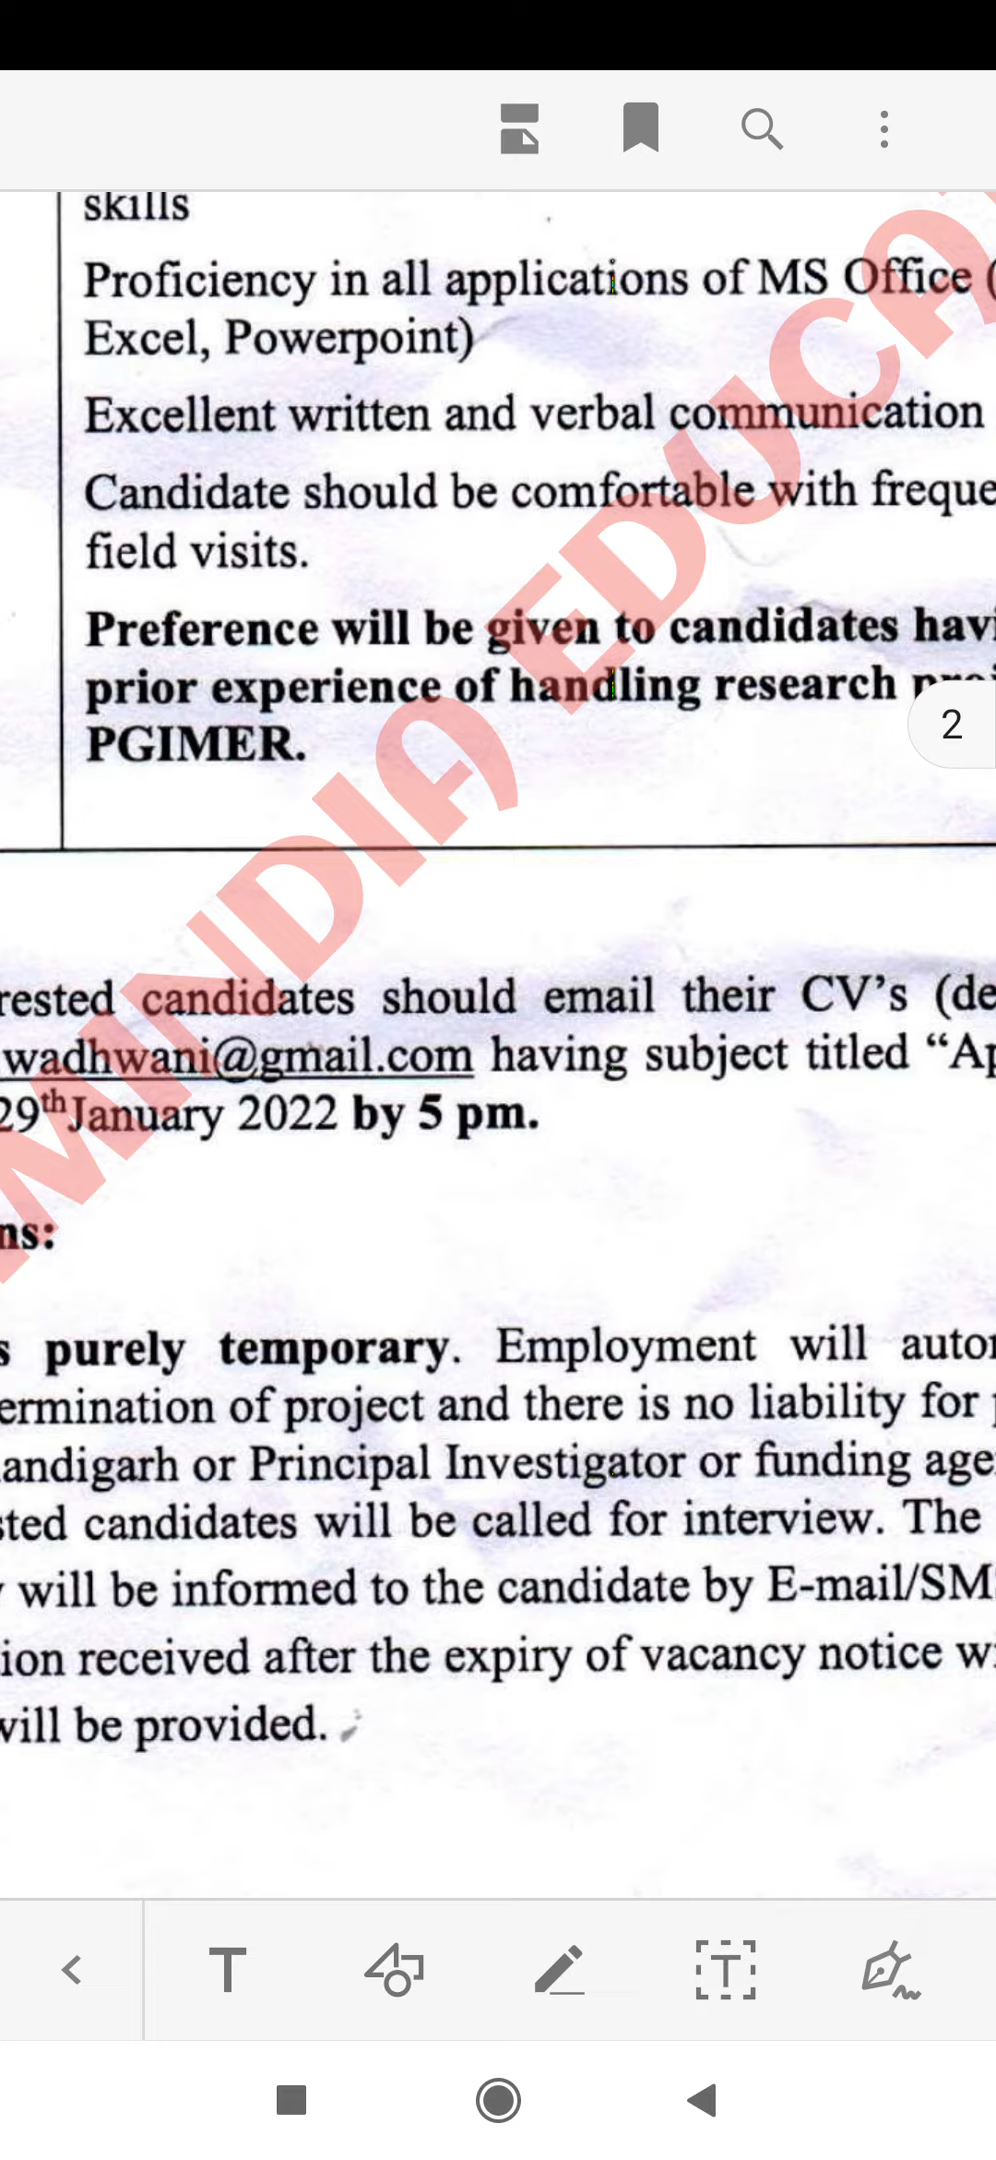 skills
Proficiency in all applications of MS Office (
Excel, Powerpoint)
Excellent written and verbal communication
Candidate should be comfortable with freque
field visits.
Preference will be given to candidates havi
prior experience of handling research
PGIMER.
2
MINDIA EDUCA
rested candidates should email their CV's (de
wadhwani@gmail.com having subject titled “Ap
29th January 2022 by 5 pm.
ns:
s purely temporary. Employment will autor
ermination of project and there is no liability for
andigarh or Principal Investigator or funding age
sted candidates will be called for interview. The
will be informed to the candidate by E-mail/SM
ion received after the expiry of vacancy notice wi
will be provided.
T
T